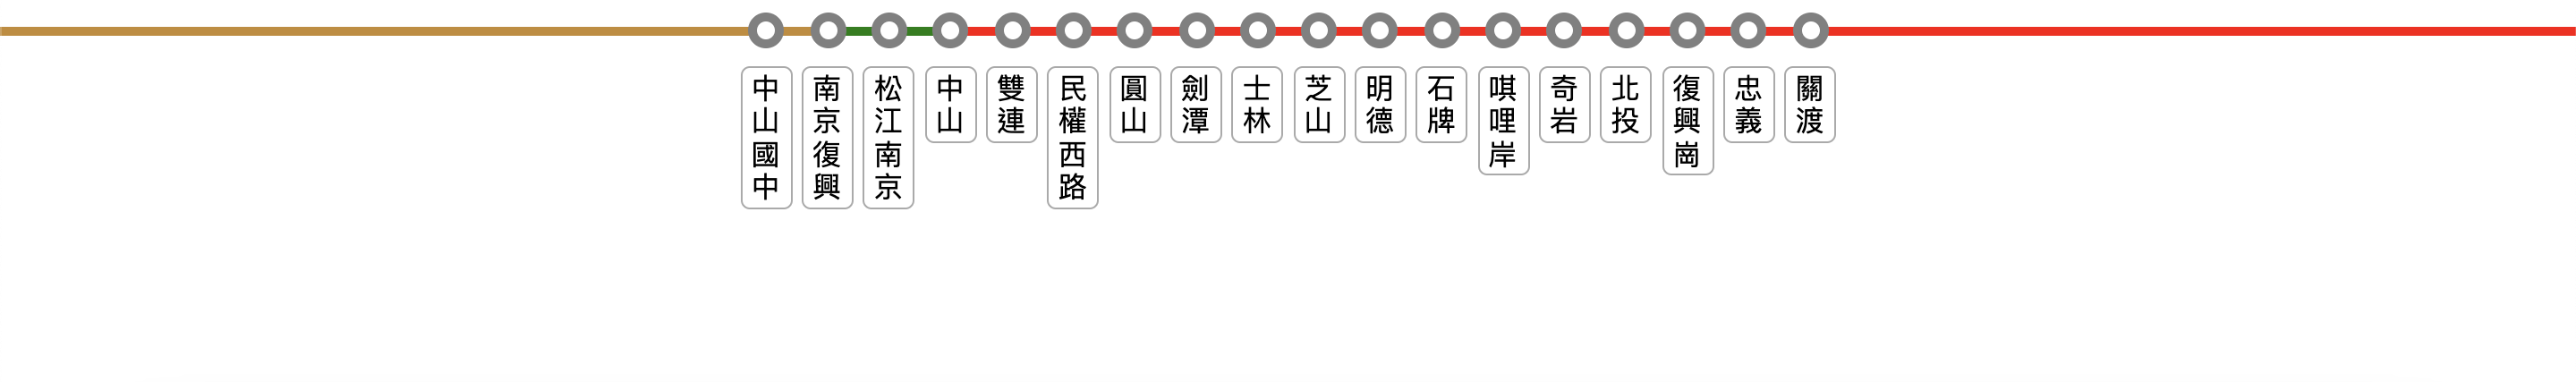 中山國中
南京復興
松江南京
中山
雙連
民權西路
圓山
劍潭
士林
芝山
明德
石牌
唭哩岸
奇岩
北投
復興崗
忠義
關渡